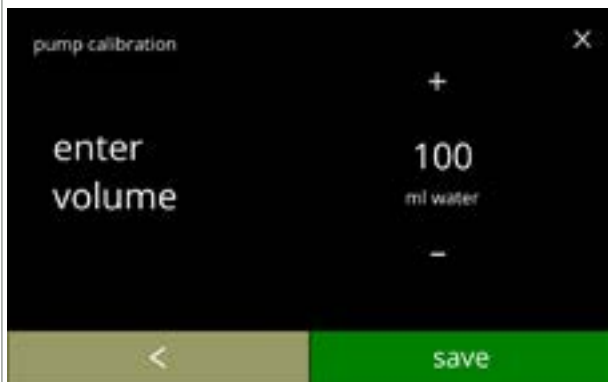 pump calibration
×
+
enter
volume
100
ml water
-
<
save